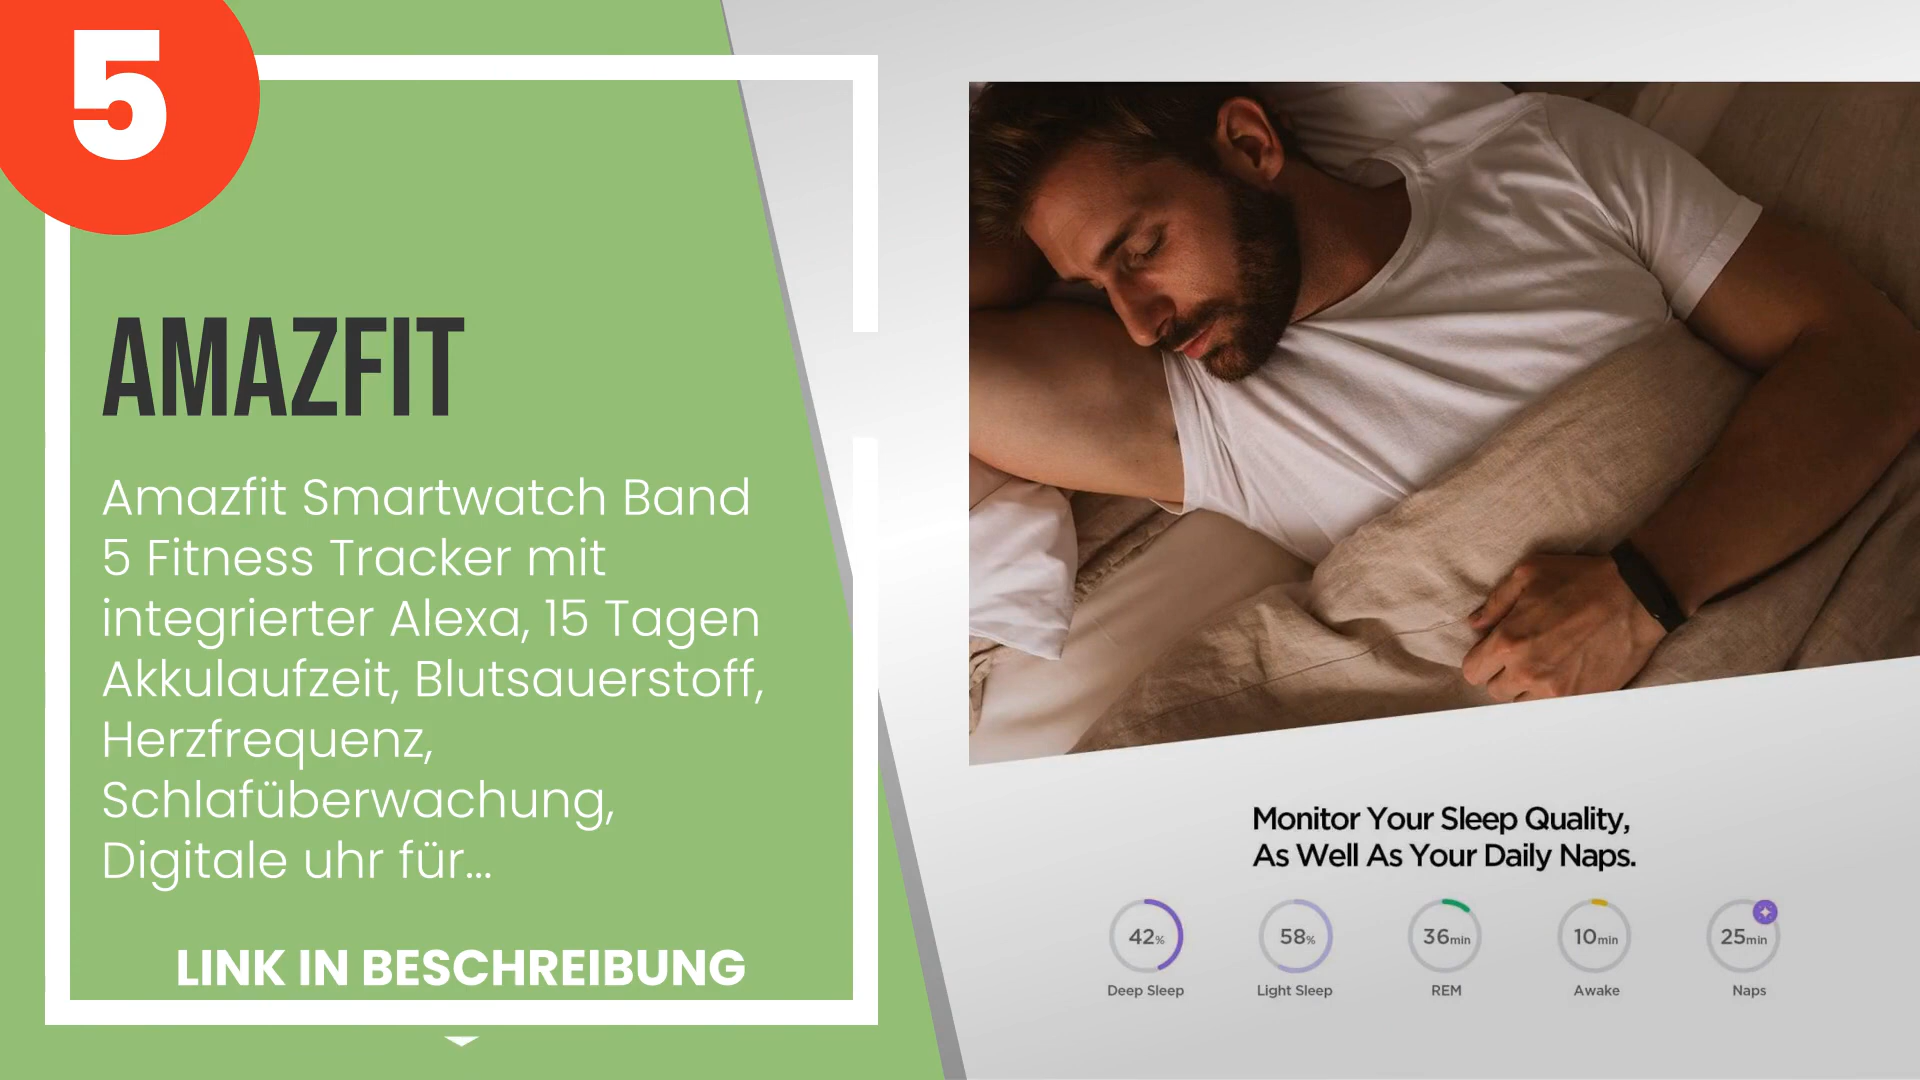 5
AMAZFIT
Amazfit Smartwatch Band
5 Fitness Tracker mit
integrierter Alexa, 15 Tagen
Akkulaufzeit, Blutsauerstoff,
Herzfrequenz,
Schlafüberwachung,
Digitale uhr für...
LINK IN BESCHREIBUNG
Monitor Your Sleep Quality,
As Well As Your Daily Naps.
42% 58% 36min 10min 25min
Deep Sleep Light Sleep REM Awake Naps